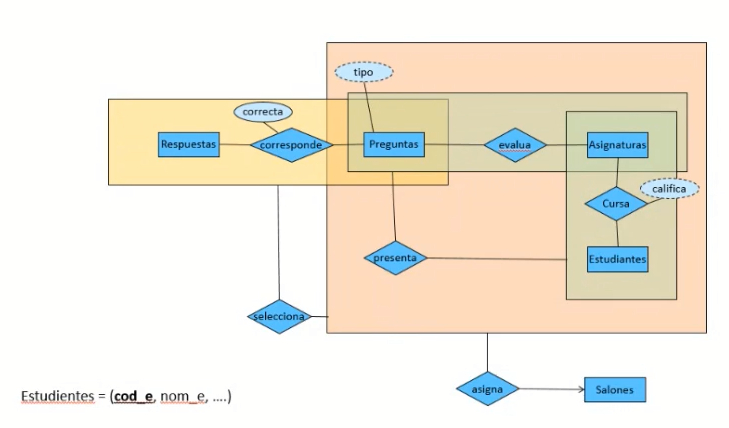 tipo
correcta
Respuestas
corresponde
Preguntas
evalua
Asignaturas
califica
Cursa
presenta
Estudiantes
selecciona
asigna
Salones
Estudientes = (cod_e, nom_e, ....)